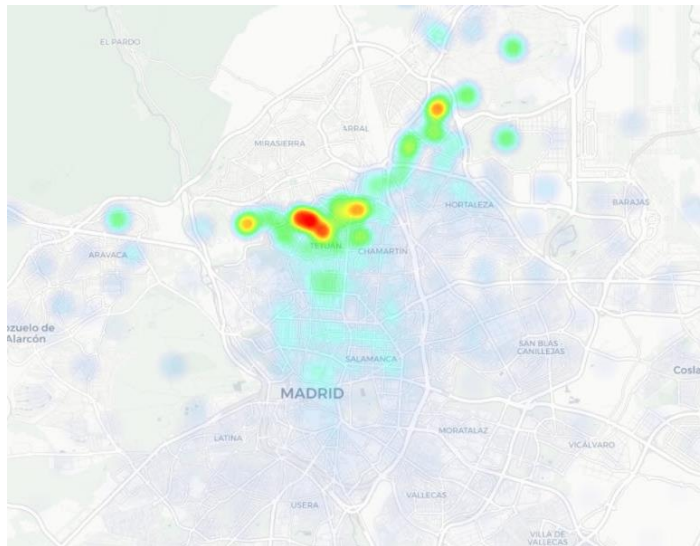 EL PARDO
ARRAL
MIRASIERRA
HORTALEZA
BARAJAS
TETUÁN
CHAMARTÍN
ARAVACA
ozuelo de
Alarcón
SAN BLAS
CANILLEJAS
SALAMANCA
Cosla
MADRID
MORATALAZ
LATINA
VICÁLVARO
VALLECAS
USERA
VILLA DE
VALLECAS